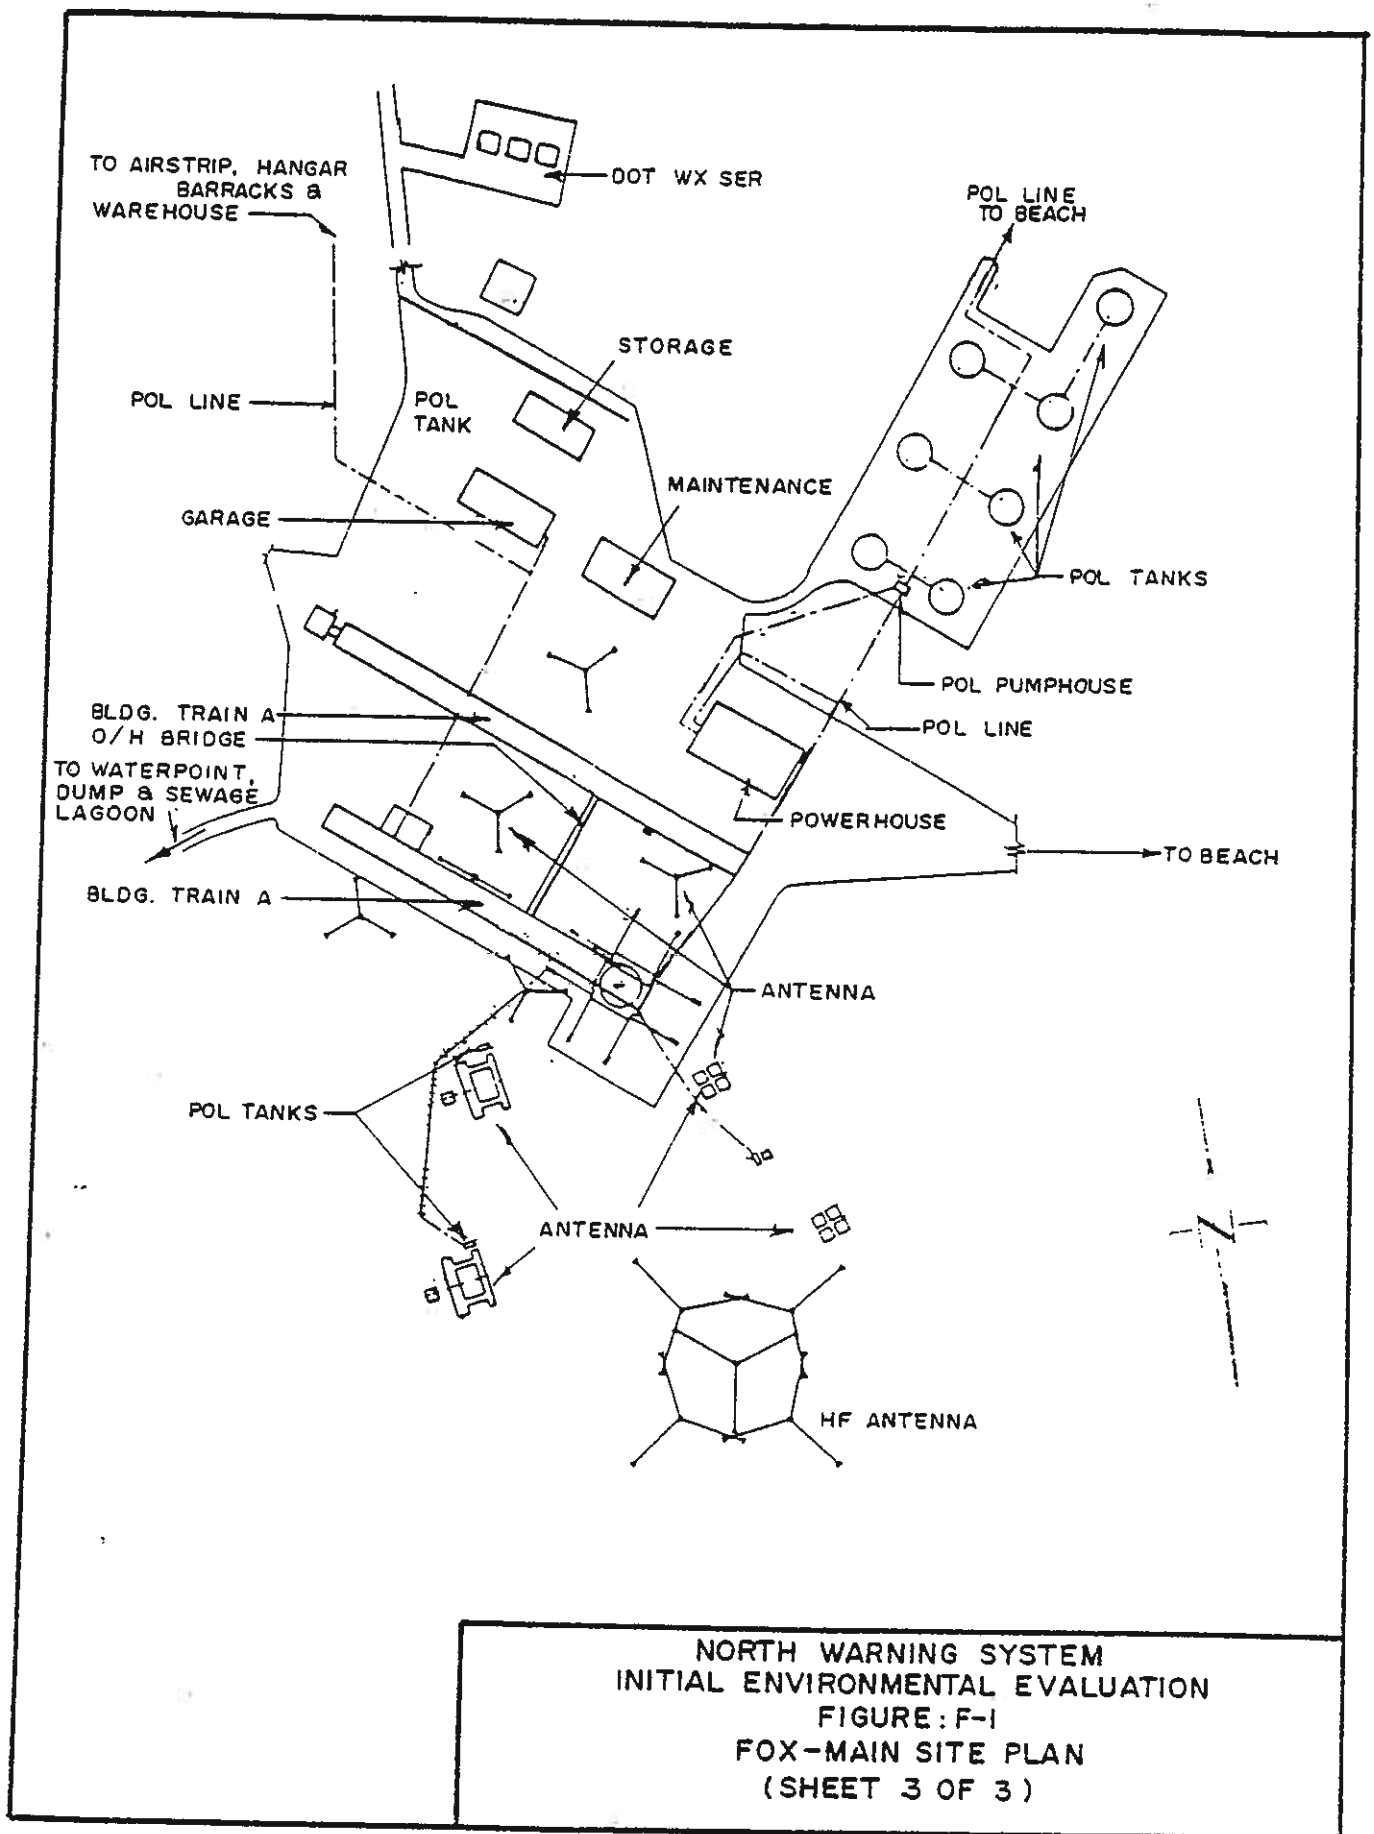 DOT WX SER
TO AIRSTRIP, HANGAR
BARRACKS &
WAREHOUSE
POL LINE
TO BEACH
STORAGE
POL LINE
POL
TANK
MAINTENANCE
GARAGE
POL TANKS
POL PUMPHOUSE
BLDG. TRAIN A
O/H BRIDGE
POL LINE
TO WATERPOINT,
DUMP & SEWAGE
LAGOON
POWERHOUSE
TO BEACH
BLDG. TRAIN A
ANTENNA
POL TANKS
ANTENNA
N
HF ANTENNA
NORTH WARNING SYSTEM
INITIAL ENVIRONMENTAL EVALUATION
FIGURE: F-1
FOX-MAIN SITE PLAN
(SHEET 3 OF 3)